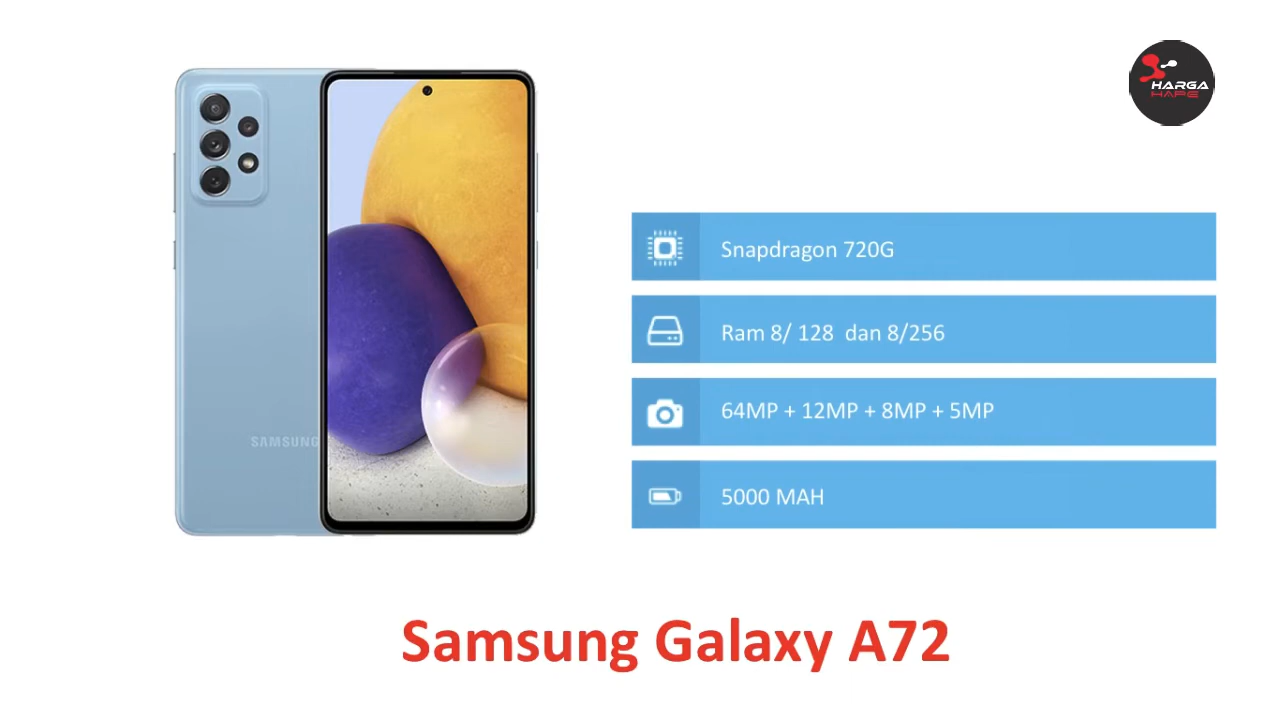 HARGA
HAPE
Snapdragon 720G
Ram 8/ 128 dan 8/256
64MP + 12MP + 8MP + 5MP
5000 MAH
SAMSUNG
Samsung Galaxy A72